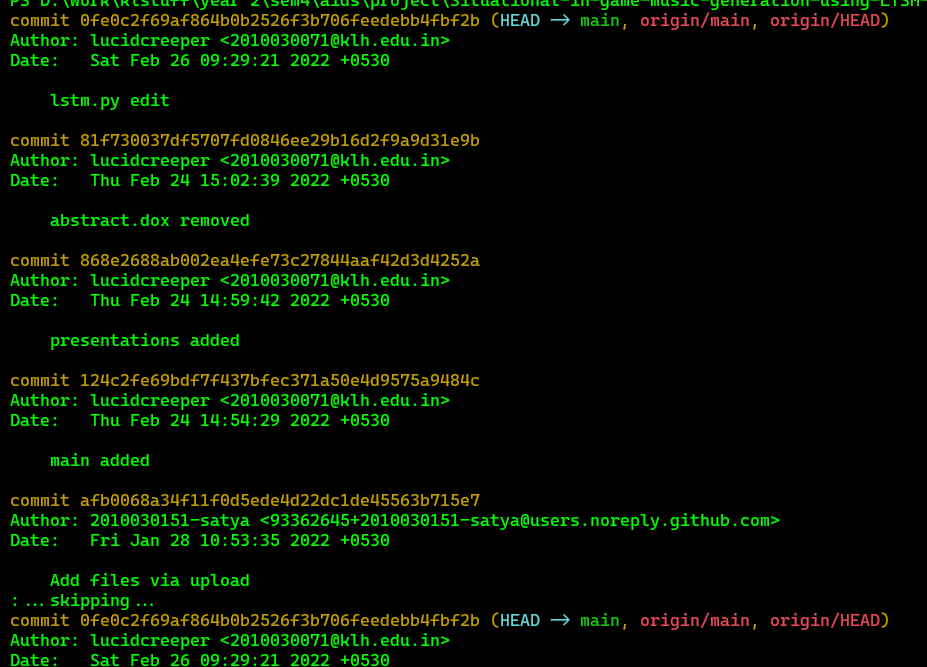 PS D:\Work\klstuff\year 2\sem4\aids\project\Situational-in-game-music-generation-using-LSTM
commit 0fe0c2f69af864b0b2526f3b706feedebb4fbf2b (HEAD -> main, origin/main, origin/HEAD)
Author: lucidcreeper <2010030071@klh.edu.in>
Date:   Sat Feb 26 09:29:21 2022 +0530
lstm.py edit
commit 81f730037df5707fd0846ee29b16d2f9a9d31e9b
Author: lucidcreeper <2010030071@klh.edu.in>
Date:   Thu Feb 24 15:02:39 2022 +0530
abstract.dox removed
commit 868e2688ab002ea4efe73c27844aaf42d3d4252a
Author: lucidcreeper <2010030071@klh.edu.in>
Date:   Thu Feb 24 14:59:42 2022 +0530
presentations added
commit 124c2fe69bdf7f437bfec371a50e4d9575a9484c
Author: lucidcreeper <2010030071@klh.edu.in>
Date:   Thu Feb 24 14:54:29 2022 +0530
main added
commit afb0068a34f11f0d5ede4d22dc1de45563b715e7
Author: 2010030151-satya <93362645+2010030151-satya@users.noreply.github.com>
Date:   Fri Jan 28 10:53:35 2022 +0530
Add files via upload
:...skipping...
commit 0fe0c2f69af864b0b2526f3b706feedebb4fbf2b (HEAD -> main, origin/main, origin/HEAD)
Author: lucidcreeper <2010030071@klh.edu.in>
Date:   Sat Feb 26 09:29:21 2022 +0530